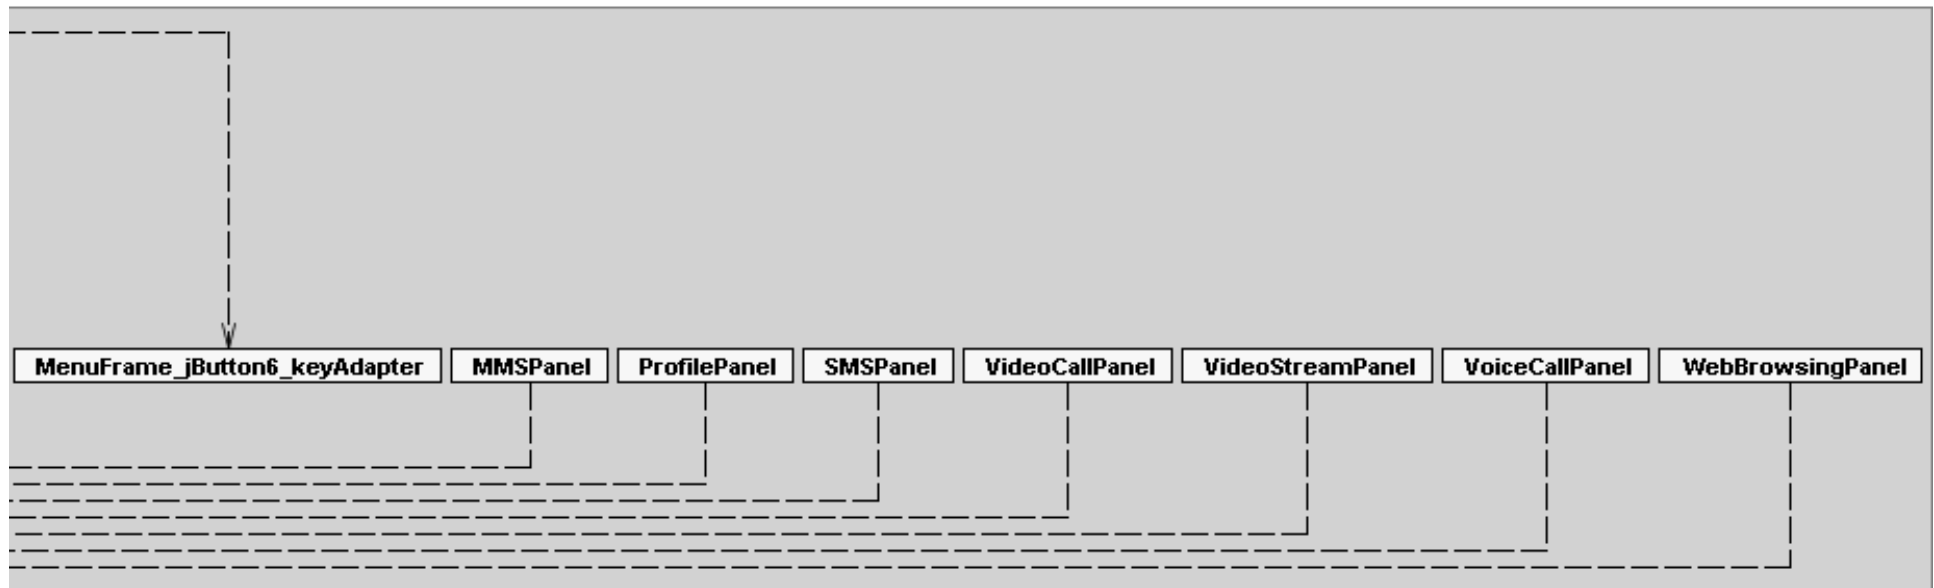 MenuFrame_jButton6_keyAdapter
MMSPanel
ProfilePanel
SMSPanel
VideoCallPanel
VideoStreamPanel
VoiceCallPanel
WebBrowsingPanel